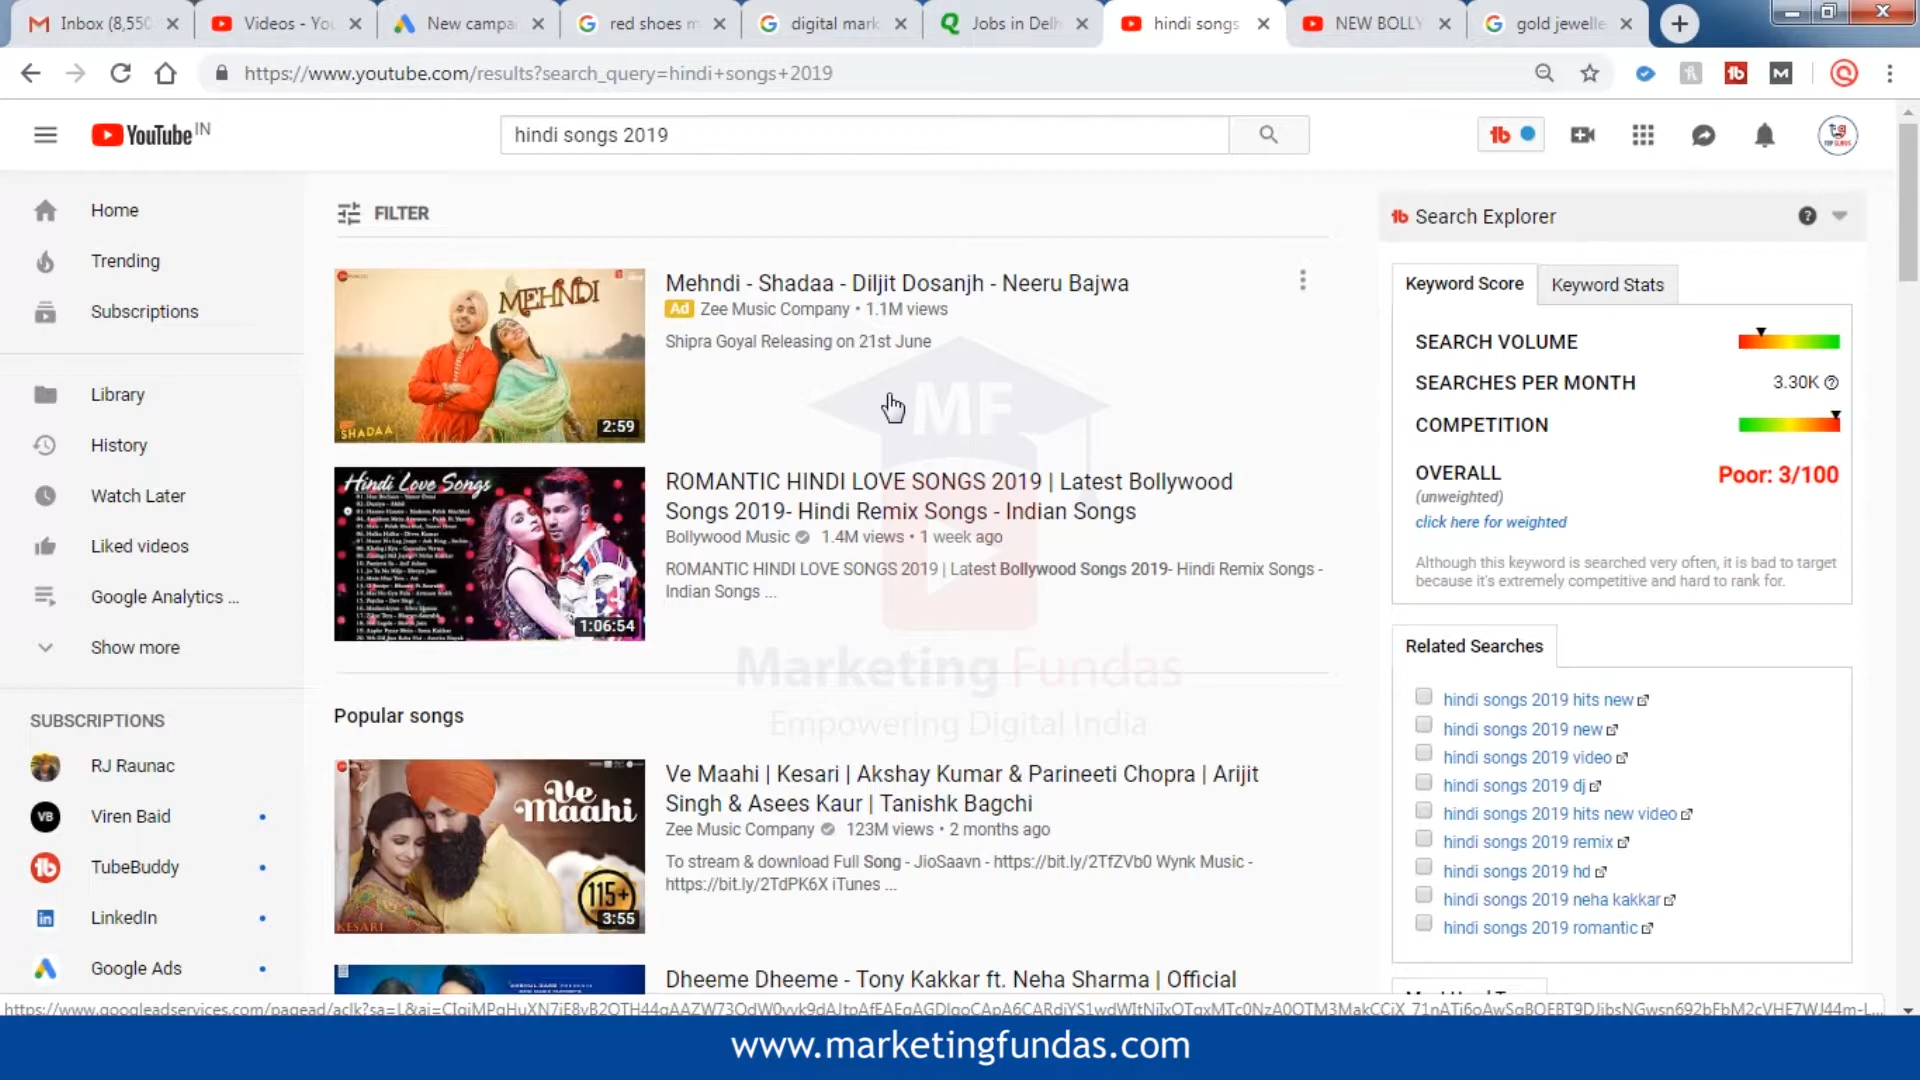 Inbox (8,550
Videos - You
New campa
red shoes m
digital mark
Jobs in Delh
hindi songs
NEW BOLLY
gold jewelle
https://www.youtube.com/results?search_query=hindi+songs+2019
YouTube IN
hindi songs 2019
Home
Trending
Subscriptions
Library
History
Watch Later
Liked videos
Google Analytics ...
Show more
SUBSCRIPTIONS
RJ Raunac
VB
Viren Baid
TubeBuddy
LinkedIn
Google Ads
FILTER
MEHNDI
SHADAA
2:59
Mehndi - Shadaa - Diljit Dosanjh - Neeru Bajwa
Ad Zee Music Company • 1.1M views
Shipra Goyal Releasing on 21st June
MF
Hindi Love Songs
1:06:54
ROMANTIC HINDI LOVE SONGS 2019 | Latest Bollywood
Songs 2019- Hindi Remix Songs - Indian Songs
Bollywood Music 1.4M views • 1 week ago
ROMANTIC HINDI LOVE SONGS 2019 | Latest Bollywood Songs 2019- Hindi Remix Songs -
Indian Songs ...
Marketing Fundas
Empowering Digital India
Popular songs
Ve Maahi
115+
KESARI
3:55
Ve Maahi | Kesari | Akshay Kumar & Parineeti Chopra | Arijit
Singh & Asees Kaur | Tanishk Bagchi
Zee Music Company 123M views • 2 months ago
To stream & download Full Song - JioSaavn - https://bit.ly/2TfZVb0 Wynk Music -
https://bit.ly/2TdPK6X iTunes ...
Dheeme Dheeme - Tony Kakkar ft. Neha Sharma | Official
Search Explorer
Keyword Score
Keyword Stats
SEARCH VOLUME
SEARCHES PER MONTH 3.30K
COMPETITION
OVERALL Poor: 3/100
(unweighted)
click here for weighted
Although this keyword is searched very often, it is bad to target
because it's extremely competitive and hard to rank for.
Related Searches
hindi songs 2019 hits new
hindi songs 2019 new
hindi songs 2019 video
hindi songs 2019 dj
hindi songs 2019 hits new video
hindi songs 2019 remix
hindi songs 2019 hd
hindi songs 2019 neha kakkar
hindi songs 2019 romantic
www.marketingfundas.com